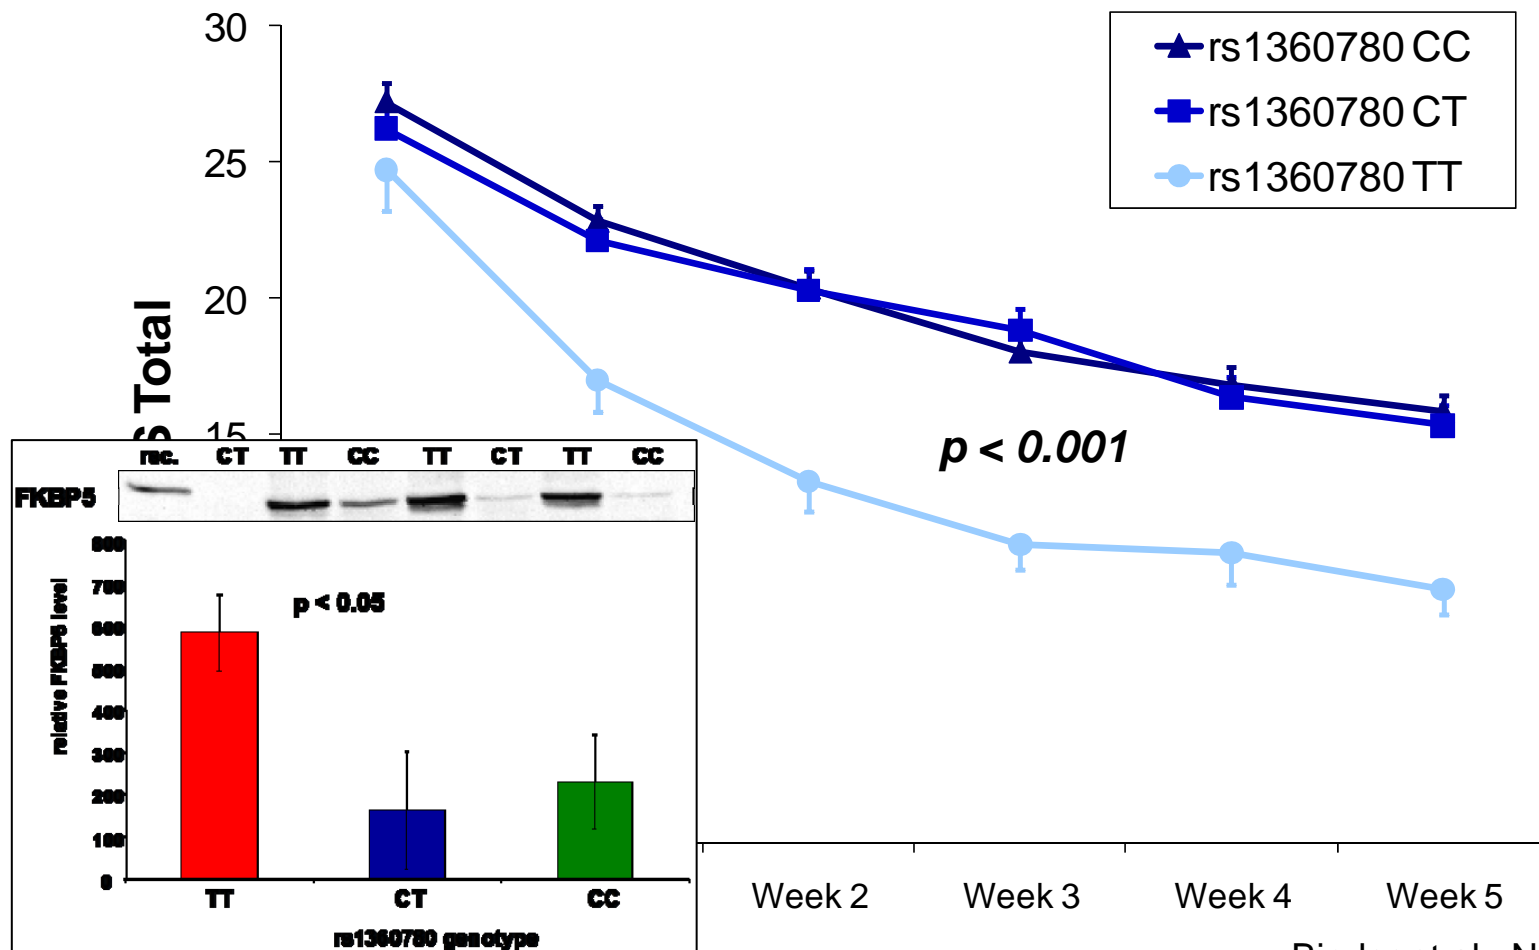 30
rs1360780 CC
rs1360780 CT
25
rs1360780 TT
20
Total
15
p < 0.001
rec. CT TT CC TT CT TT CC
FKBP5
800
700
p < 0.05
600
500
relative FKBP5 level
400
300
200
100
0
TT CT CC
rs1360780 genotype
Week 2 Week 3 Week 4 Week 5